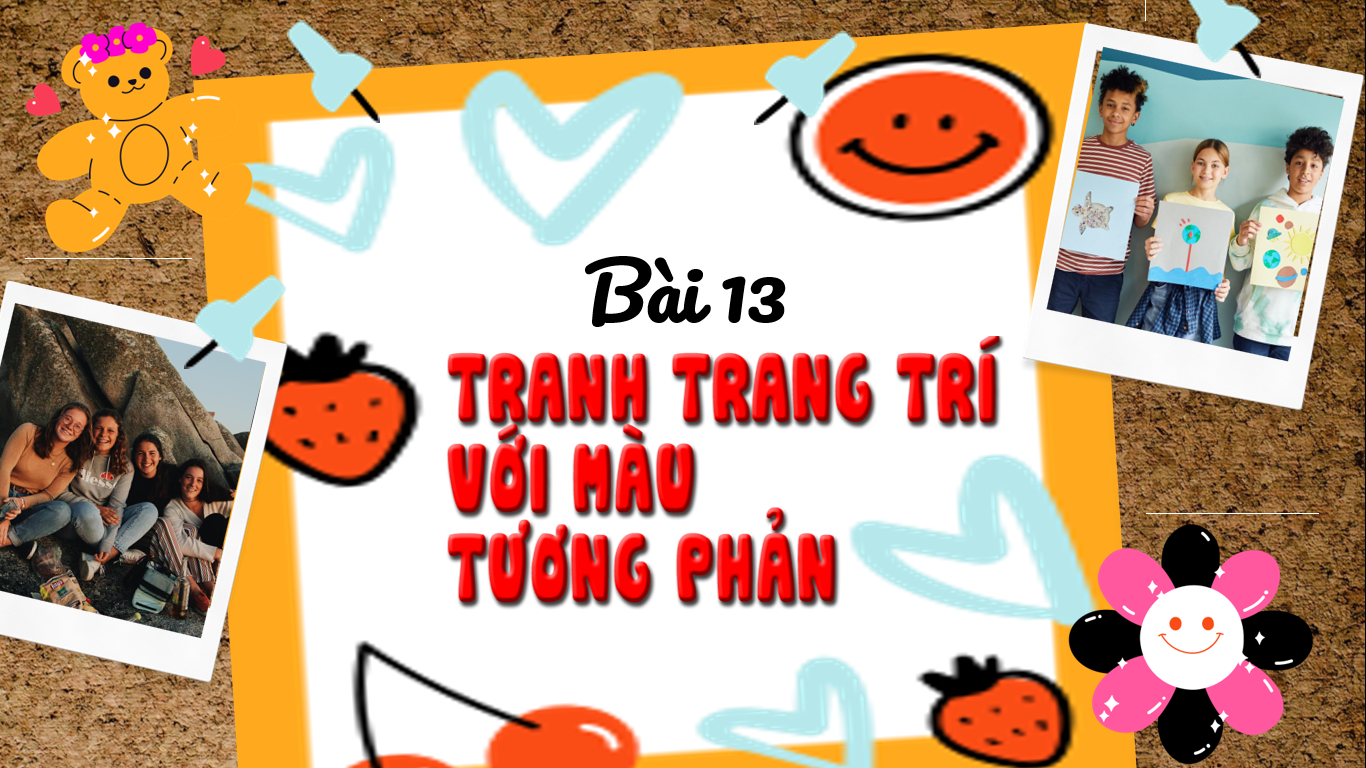 Bài 13
TRANH TRANG TRÍ
VỚI MÀU
TƯƠNG PHẢN